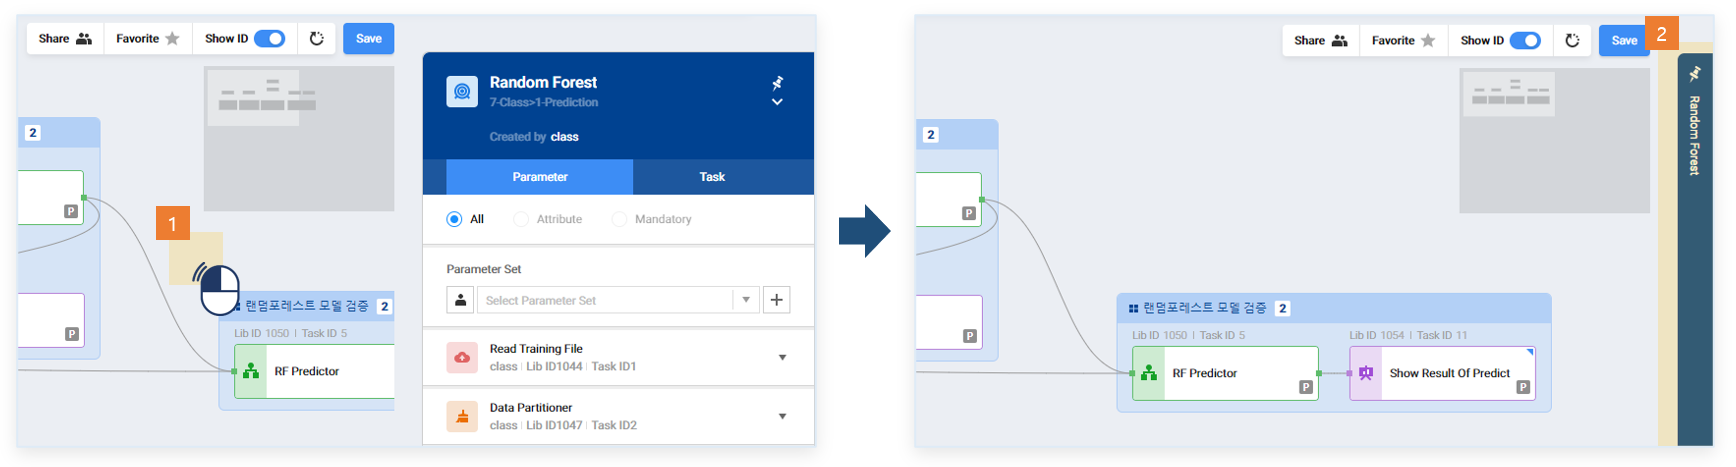 Share
Favorite
Show ID
Save
2
P
1
P
랜덤포레스트 모델 검증 2
Lib ID 1050 | Task ID 5
RF Predictor
Random Forest
7-Class>1-Prediction
Created by class
Parameter
Task
All
Attribute
Mandatory
Parameter Set
Select Parameter Set
Read Training File
class | Lib ID1044 | Task ID1
Data Partitioner
class | Lib ID1047 | Task ID2
Share
Favorite
Show ID
Save
2
Random Forest
2
P
P
랜덤포레스트 모델 검증 2
Lib ID 1050 | Task ID 5
RF Predictor
P
Lib ID 1054 | Task ID 11
Show Result Of Predict
P